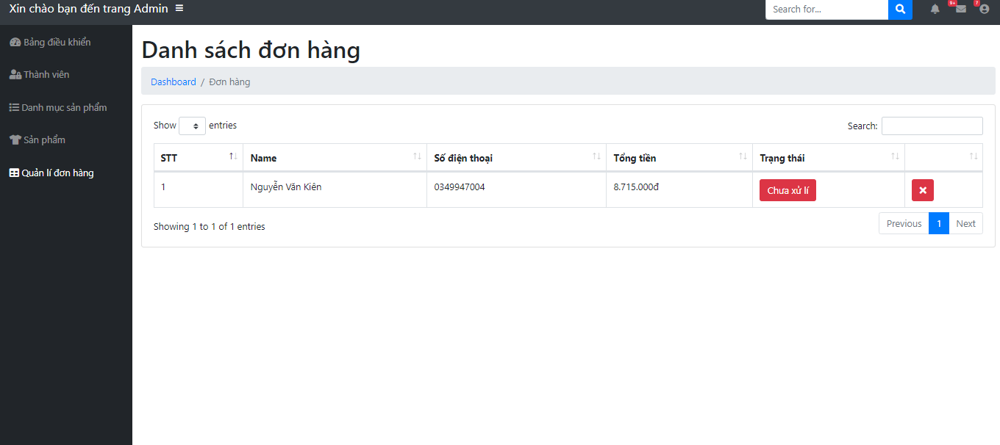 Xin chào bạn đến trang Admin
Search for...
9+
7
Bảng điều khiển
Thành viên
Danh mục sản phẩm
Sản phẩm
Quản lí đơn hàng
Danh sách đơn hàng
Dashboard / Đơn hàng
Show entries
Search:
STT Name Số điện thoại Tổng tiền Trạng thái
1 Nguyễn Văn Kiên 0349947004 8.715.000đ Chưa xử lí
Showing 1 to 1 of 1 entries
Previous 1 Next